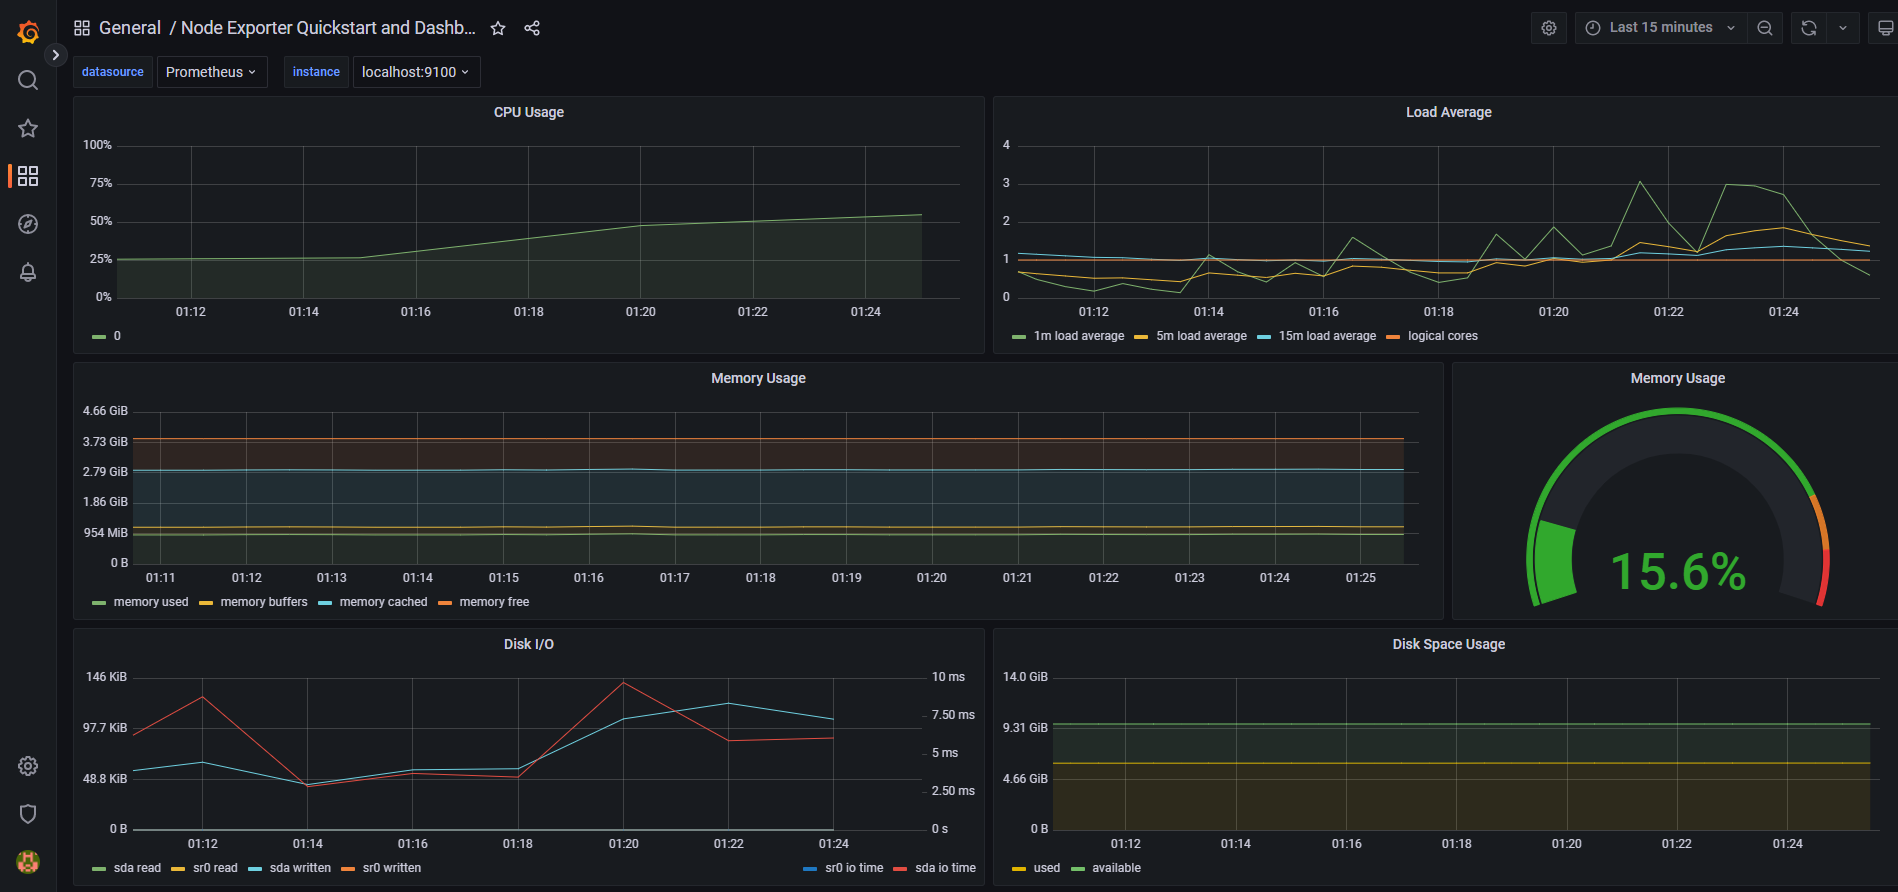 General / Node Exporter Quickstart and Dashb...
Last 15 minutes
datasource Prometheus instance localhost:9100
CPU Usage
100%
75%
50%
25%
0%
01:12 01:14 01:16 01:18 01:20 01:22 01:24
0
Load Average
4
3
2
1
0
01:12 01:14 01:16 01:18 01:20 01:22 01:24
1m load average 5m load average 15m load average logical cores
Memory Usage
4.66 GiB
3.73 GiB
2.79 GiB
1.86 GiB
954 MiB
0 B
01:11 01:12 01:13 01:14 01:15 01:16 01:17 01:18 01:19 01:20 01:21 01:22 01:23 01:24 01:25
memory used memory buffers memory cached memory free
Memory Usage
15.6%
Disk I/O
146 KiB
97.7 KiB
48.8 KiB
0 B
10 ms
7.50 ms
5 ms
2.50 ms
0 s
01:12 01:14 01:16 01:18 01:20 01:22 01:24
sda read sr0 read sda written sr0 written sr0 io time sda io time
Disk Space Usage
14.0 GiB
9.31 GiB
4.66 GiB
0 B
01:12 01:14 01:16 01:18 01:20 01:22 01:24
used available